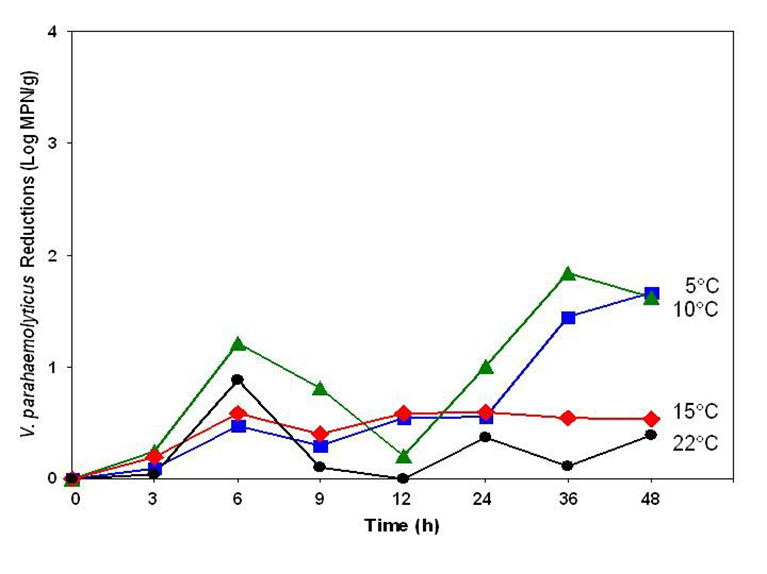 V. parahaemolyticus Reductions (Log MPN/g)
4
3
2
1
0
5°C
10°C
15°C
22°C
0 3 6 9 12 24 36 48
Time (h)